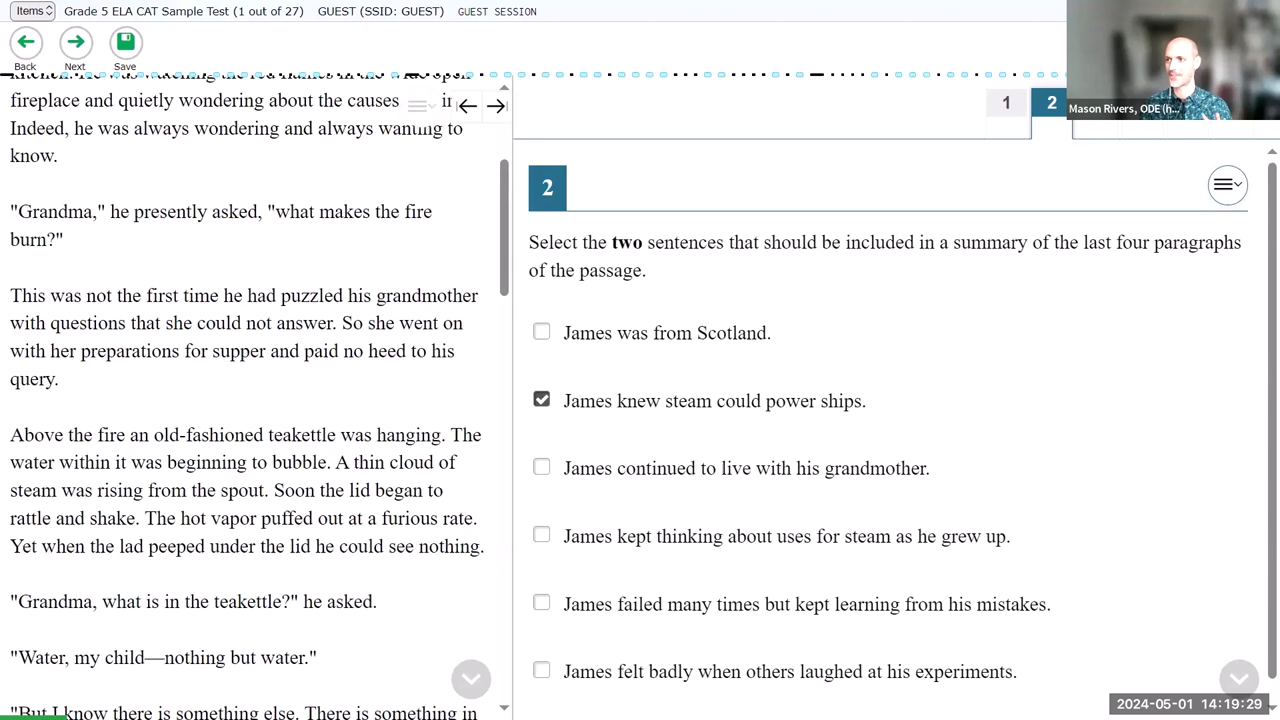 Items Grade 5 ELA CAT Sample Test (1 out of 27) GUEST (SSID: GUEST) GUEST SESSION
Back Next Save
Mason Rivers, ODE (h...
fireplace and quietly wondering about the causes
Indeed, he was always wondering and always wanting to
know.
"Grandma," he presently asked, "what makes the fire
burn?"
This was not the first time he had puzzled his grandmother
with questions that she could not answer. So she went on
with her preparations for supper and paid no heed to his
query.
Above the fire an old-fashioned teakettle was hanging. The
water within it was beginning to bubble. A thin cloud of
steam was rising from the spout. Soon the lid began to
rattle and shake. The hot vapor puffed out at a furious rate.
Yet when the lad peeped under the lid he could see nothing.
"Grandma, what is in the teakettle?" he asked.
"Water, my child—nothing but water."
"But I know there is something else. There is something in
1 2
2
Select the two sentences that should be included in a summary of the last four paragraphs
of the passage.
James was from Scotland.
James knew steam could power ships.
James continued to live with his grandmother.
James kept thinking about uses for steam as he grew up.
James failed many times but kept learning from his mistakes.
James felt badly when others laughed at his experiments.
2024-05-01 14:19:29